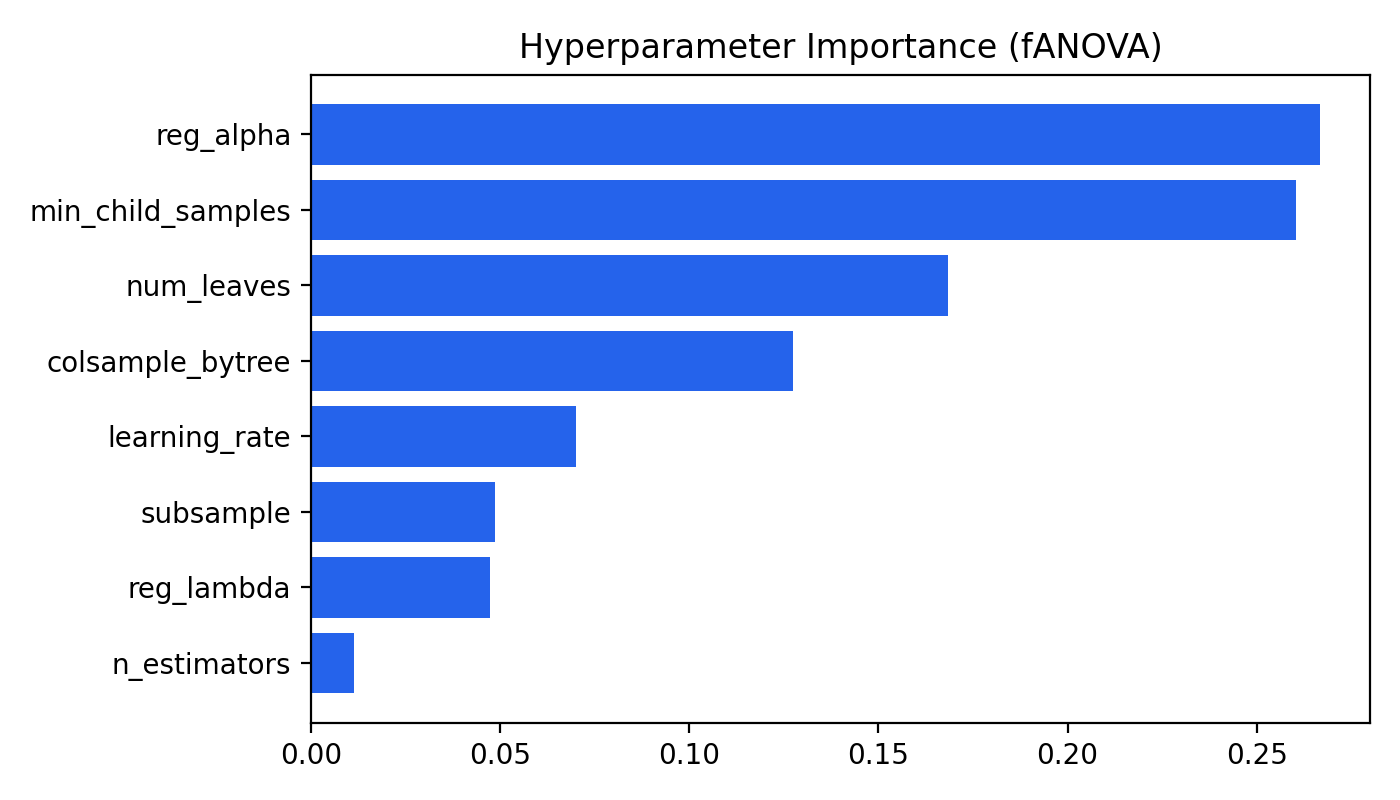 Hyperparameter Importance (fANOVA)
reg_alpha
min_child_samples
num_leaves
colsample_bytree
learning_rate
subsample
reg_lambda
n_estimators
0.00 0.05 0.10 0.15 0.20 0.25